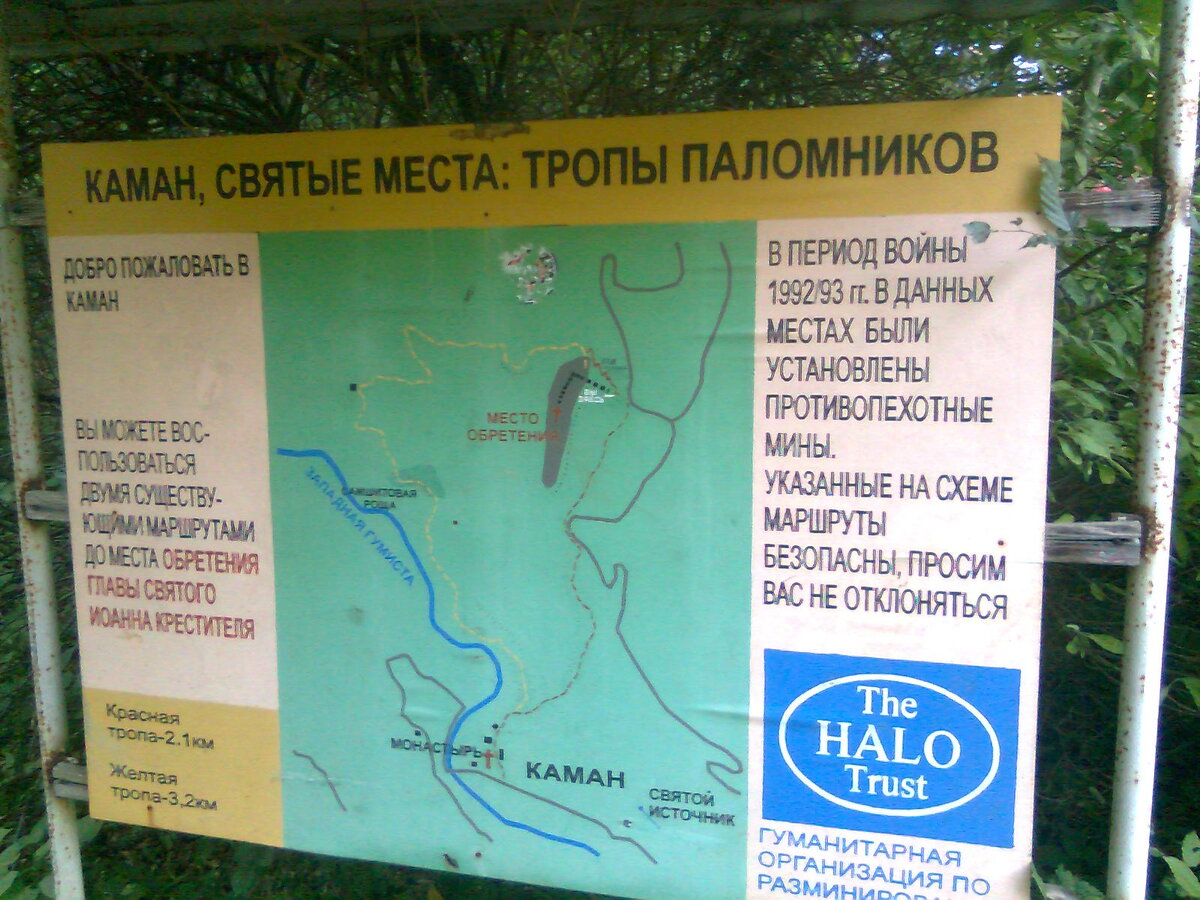 КАМАН, СВЯТЫЕ МЕСТА: ТРОПЫ ПАЛОМНИКОВ
ДОБРО ПОЖАЛОВАТЬ В
КАМАН
ВЫ МОЖЕТЕ ВОС-
ПОЛЬЗОВАТЬСЯ
ДВУМЯ СУЩЕСТВУ-
ЮЩИМИ МАРШРУТАМИ
ДО МЕСТА ОБРЕТЕНИЯ
ГЛАВЫ СВЯТОГО
ИОАННА КРЕСТИТЕЛЯ
Красная
тропа-2.1км
Желтая
тропа-3,2км
ВЫ
ЗДЕСЬ
МЕСТО
ОБРЕТЕНИЯ
САМШИТОВАЯ
РОЩА
ЗАПАДНАЯ ГУМИСТА
МОНАСТЫРЬ
КАМАН
СВЯТОЙ
ИСТОЧНИК
В ПЕРИОД ВОЙНЫ
1992/93 гг. В ДАННЫХ
МЕСТАХ БЫЛИ
УСТАНОВЛЕНЫ
ПРОТИВОПЕХОТНЫЕ
МИНЫ.
УКАЗАННЫЕ НА СХЕМЕ
МАРШРУТЫ
БЕЗОПАСНЫ, ПРОСИМ
ВАС НЕ ОТКЛОНЯТЬСЯ
The
HALO
Trust
ГУМАНИТАРНАЯ
ОРГАНИЗАЦИЯ ПО
РАЗМИНИРОВА